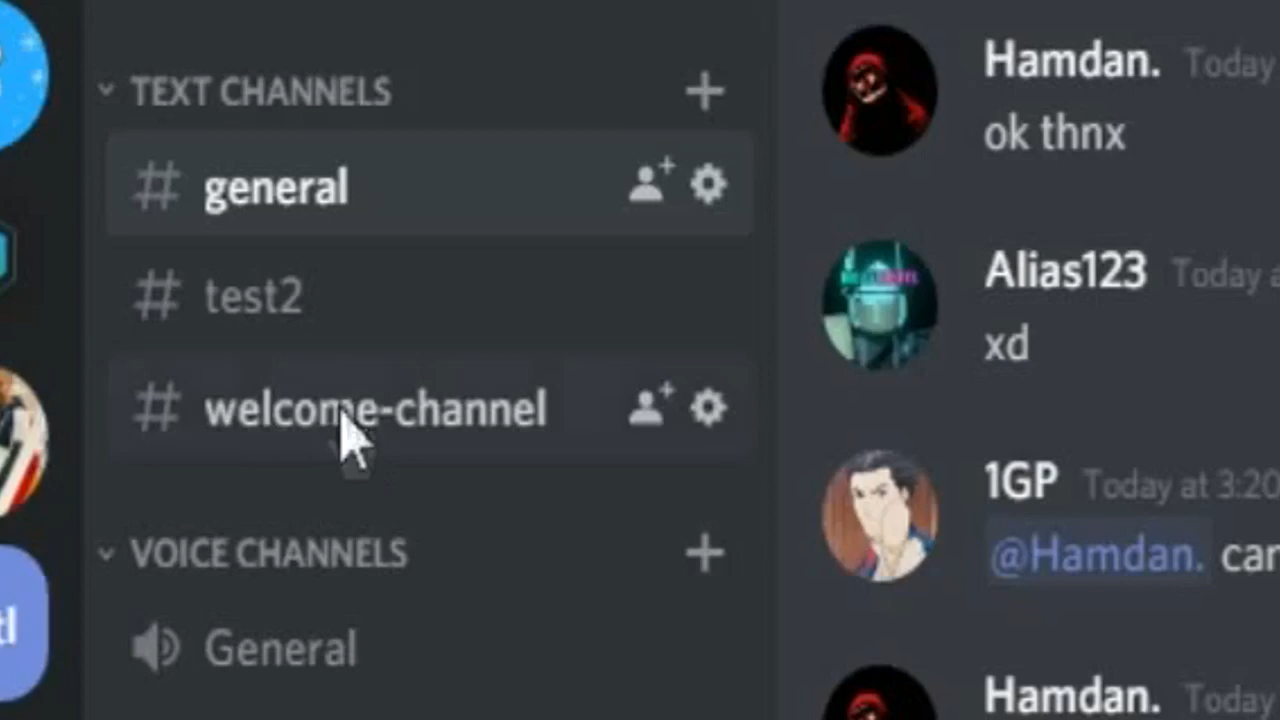 TEXT CHANNELS
general
test2
welcome-channel
VOICE CHANNELS
General
Hamdan. Today
ok thnx
Alias123 Today
xd
1GP Today at 3:20
@Hamdan.
Hamdan. Today